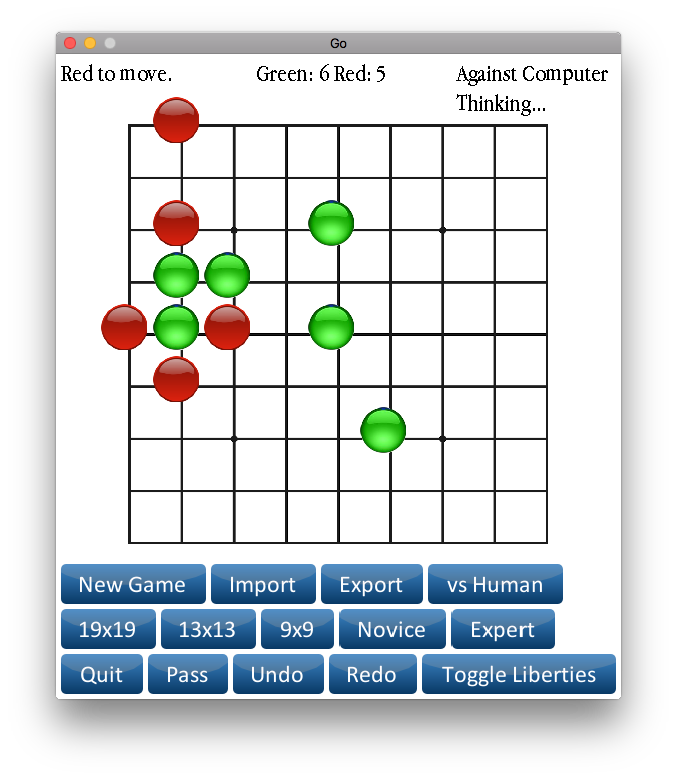 Go
Red to move. Green: 6 Red: 5 Against Computer
Thinking...
New Game Import Export vs Human
19x19 13x13 9x9 Novice Expert
Quit Pass Undo Redo Toggle Liberties